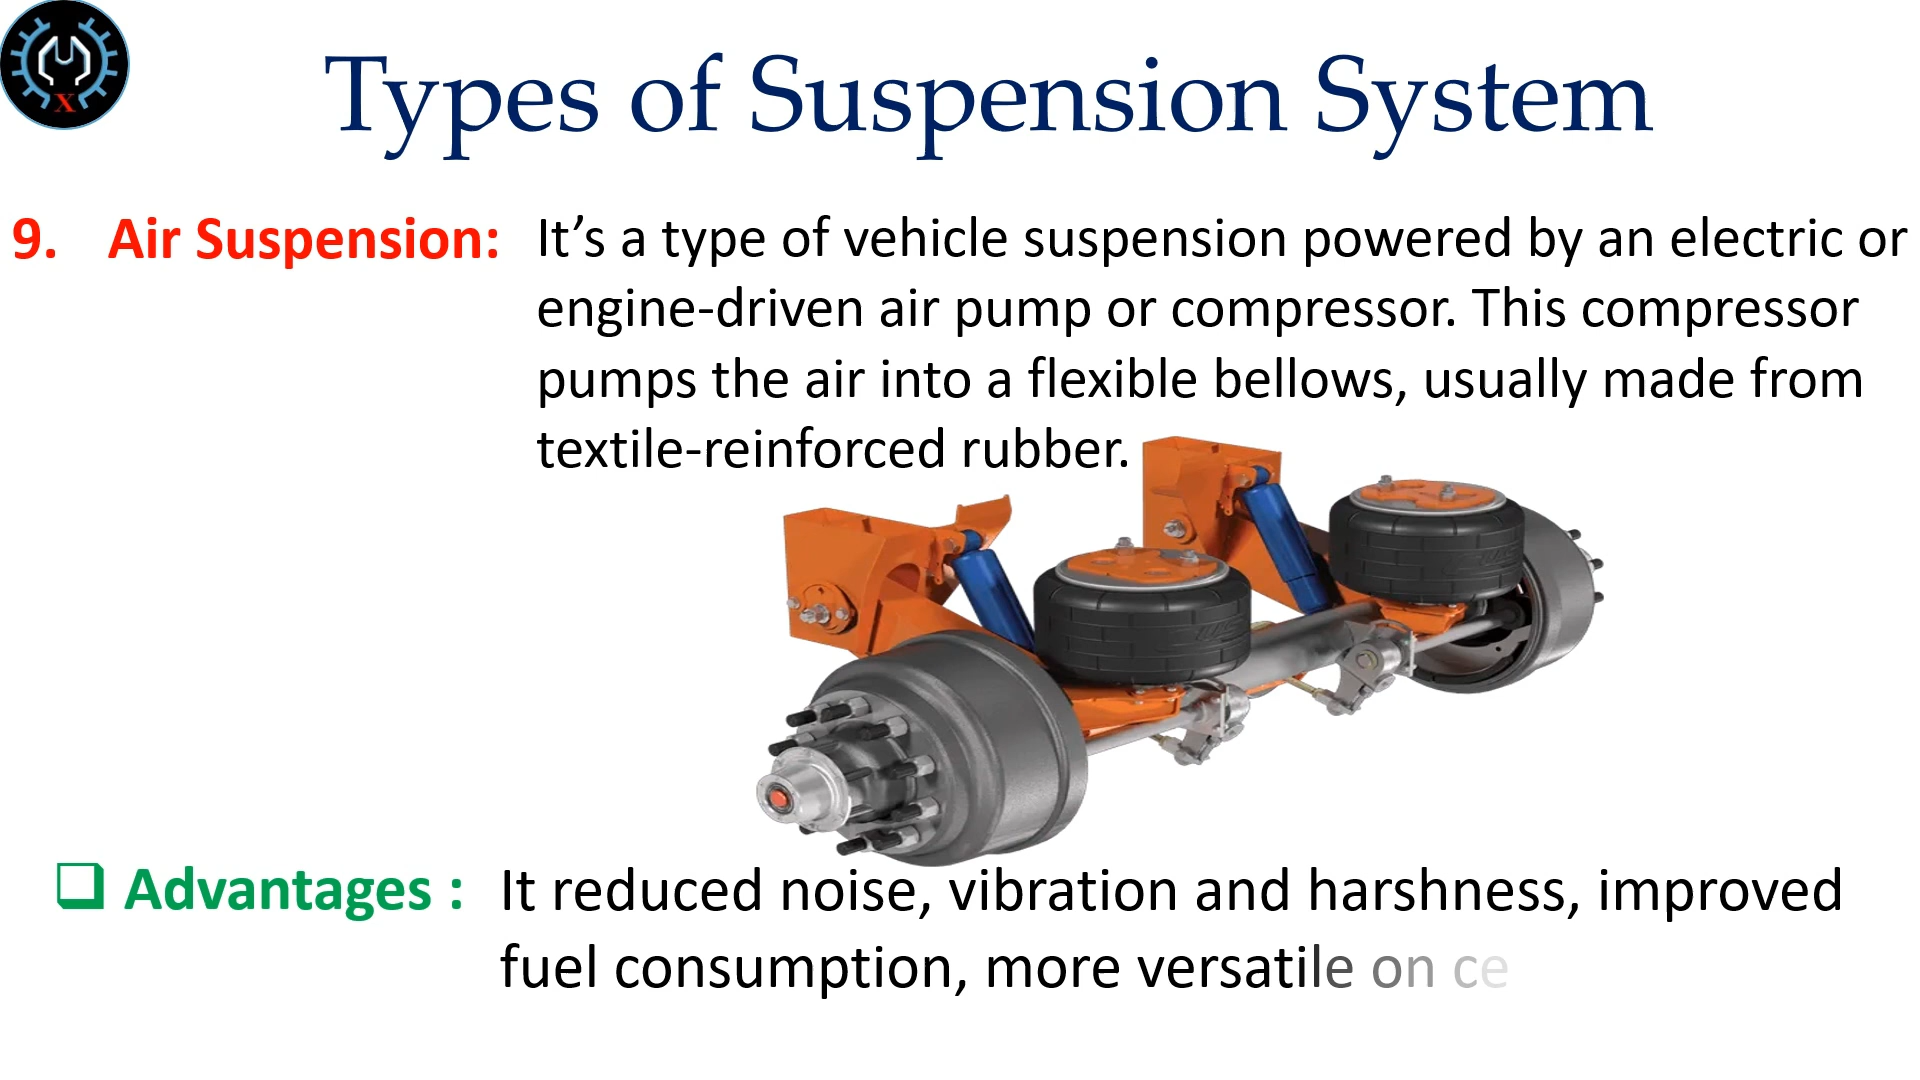 Types of Suspension System
9. Air Suspension: It’s a type of vehicle suspension powered by an electric or
engine-driven air pump or compressor. This compressor
pumps the air into a flexible bellows, usually made from
textile-reinforced rubber.
Advantages : It reduced noise, vibration and harshness, improved
fuel consumption, more versatile on ce
X